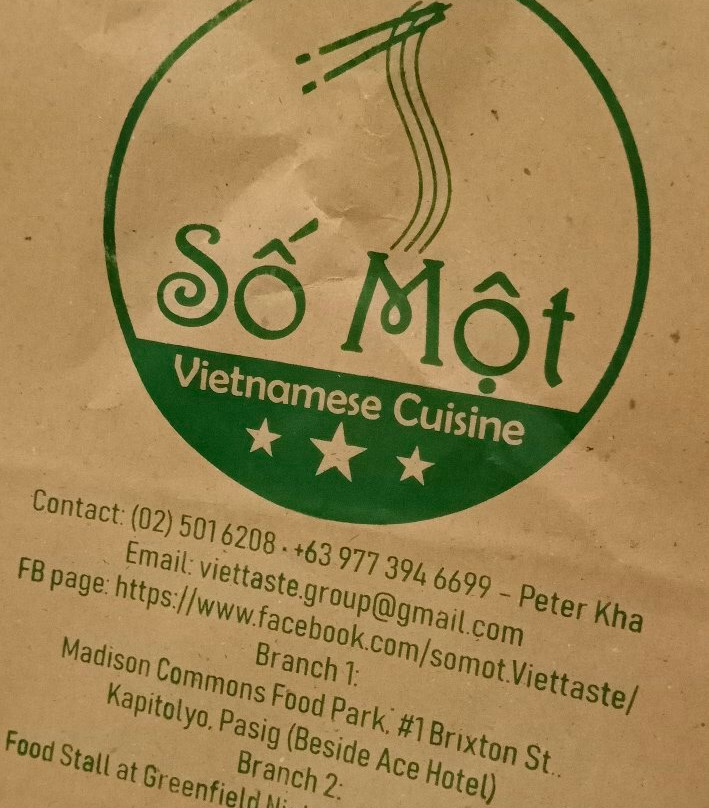 Số Một
Vietnamese Cuisine
Contact: (02) 501 6208 • +63 977 394 6699 - Peter Kha
Email: viettaste.group@gmail.com
FB page: https://www.facebook.com/somot.Viettaste/
Branch 1:
Madison Commons Food Park, #1 Brixton St..
Kapitolyo, Pasig (Beside Ace Hotel)
Branch 2:
Food Stall at Greenfield